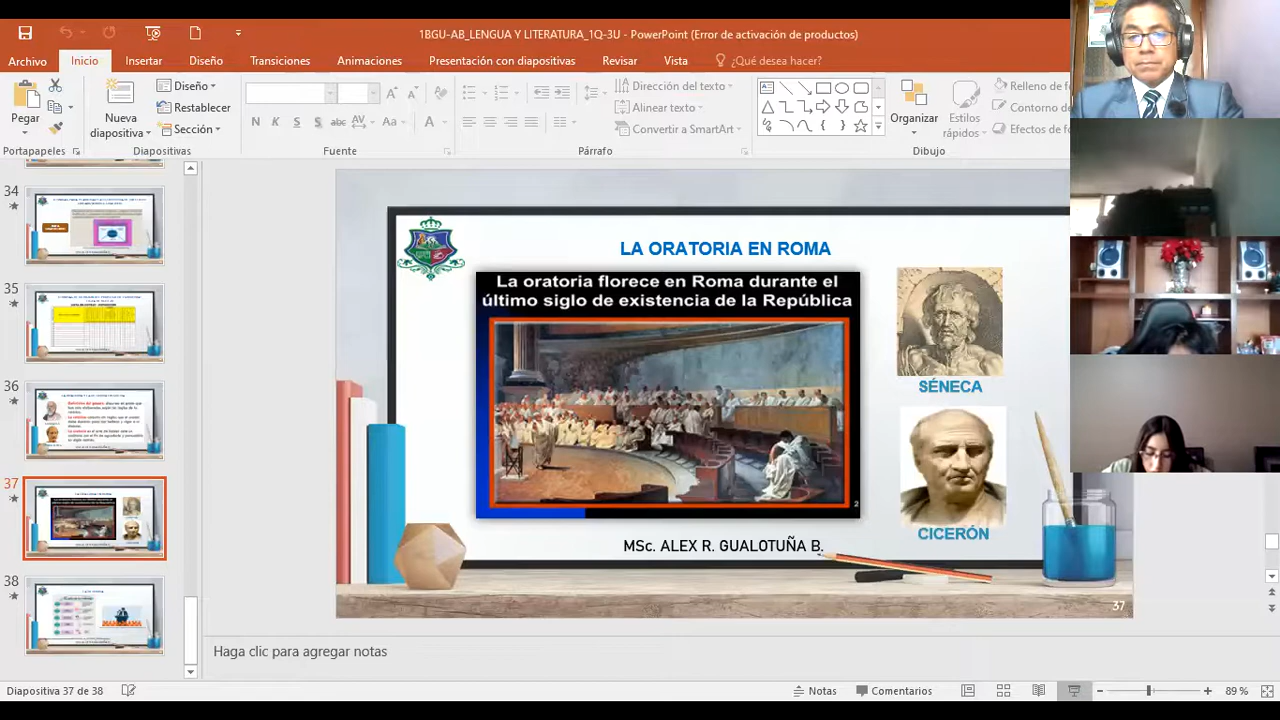 1BGU-AB_LENGUA Y LITERATURA_1Q-3U - PowerPoint (Error de activación de productos)
Archivo Inicio Insertar Diseño Transiciones Animaciones Presentación con diapositivas Revisar Vista ¿Qué desea hacer?
Pegar
Nueva diapositiva
Diseño
Restablecer
Sección
N K S S abc AV Aa A
Dirección del texto
Alinear texto
Convertir a SmartArt
Organizar
Estilos rápidos
Relleno de
Contorno de
Efectos de
Portapapeles Diapositivas Fuente Párrafo Dibujo
34
35
36
37
38
LA ORATORIA EN ROMA
La oratoria florece en Roma durante el
último siglo de existencia de la República
2
SÉNECA
CICERÓN
MSc. ALEX R. GUALOTUÑA B.
37
Haga clic para agregar notas
Diapositiva 37 de 38 Notas Comentarios 89 %